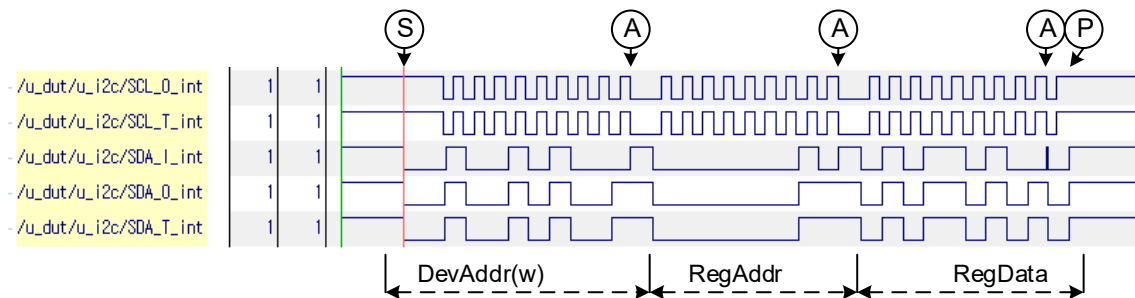 S A A A P
/u_dut/u_i2c/SCL_O_int 1 1
/u_dut/u_i2c/SCL_T_int 1 1
/u_dut/u_i2c/SDA_I_int 1 1
/u_dut/u_i2c/SDA_O_int 1 1
/u_dut/u_i2c/SDA_T_int 1 1
DevAddr(w) RegAddr RegData